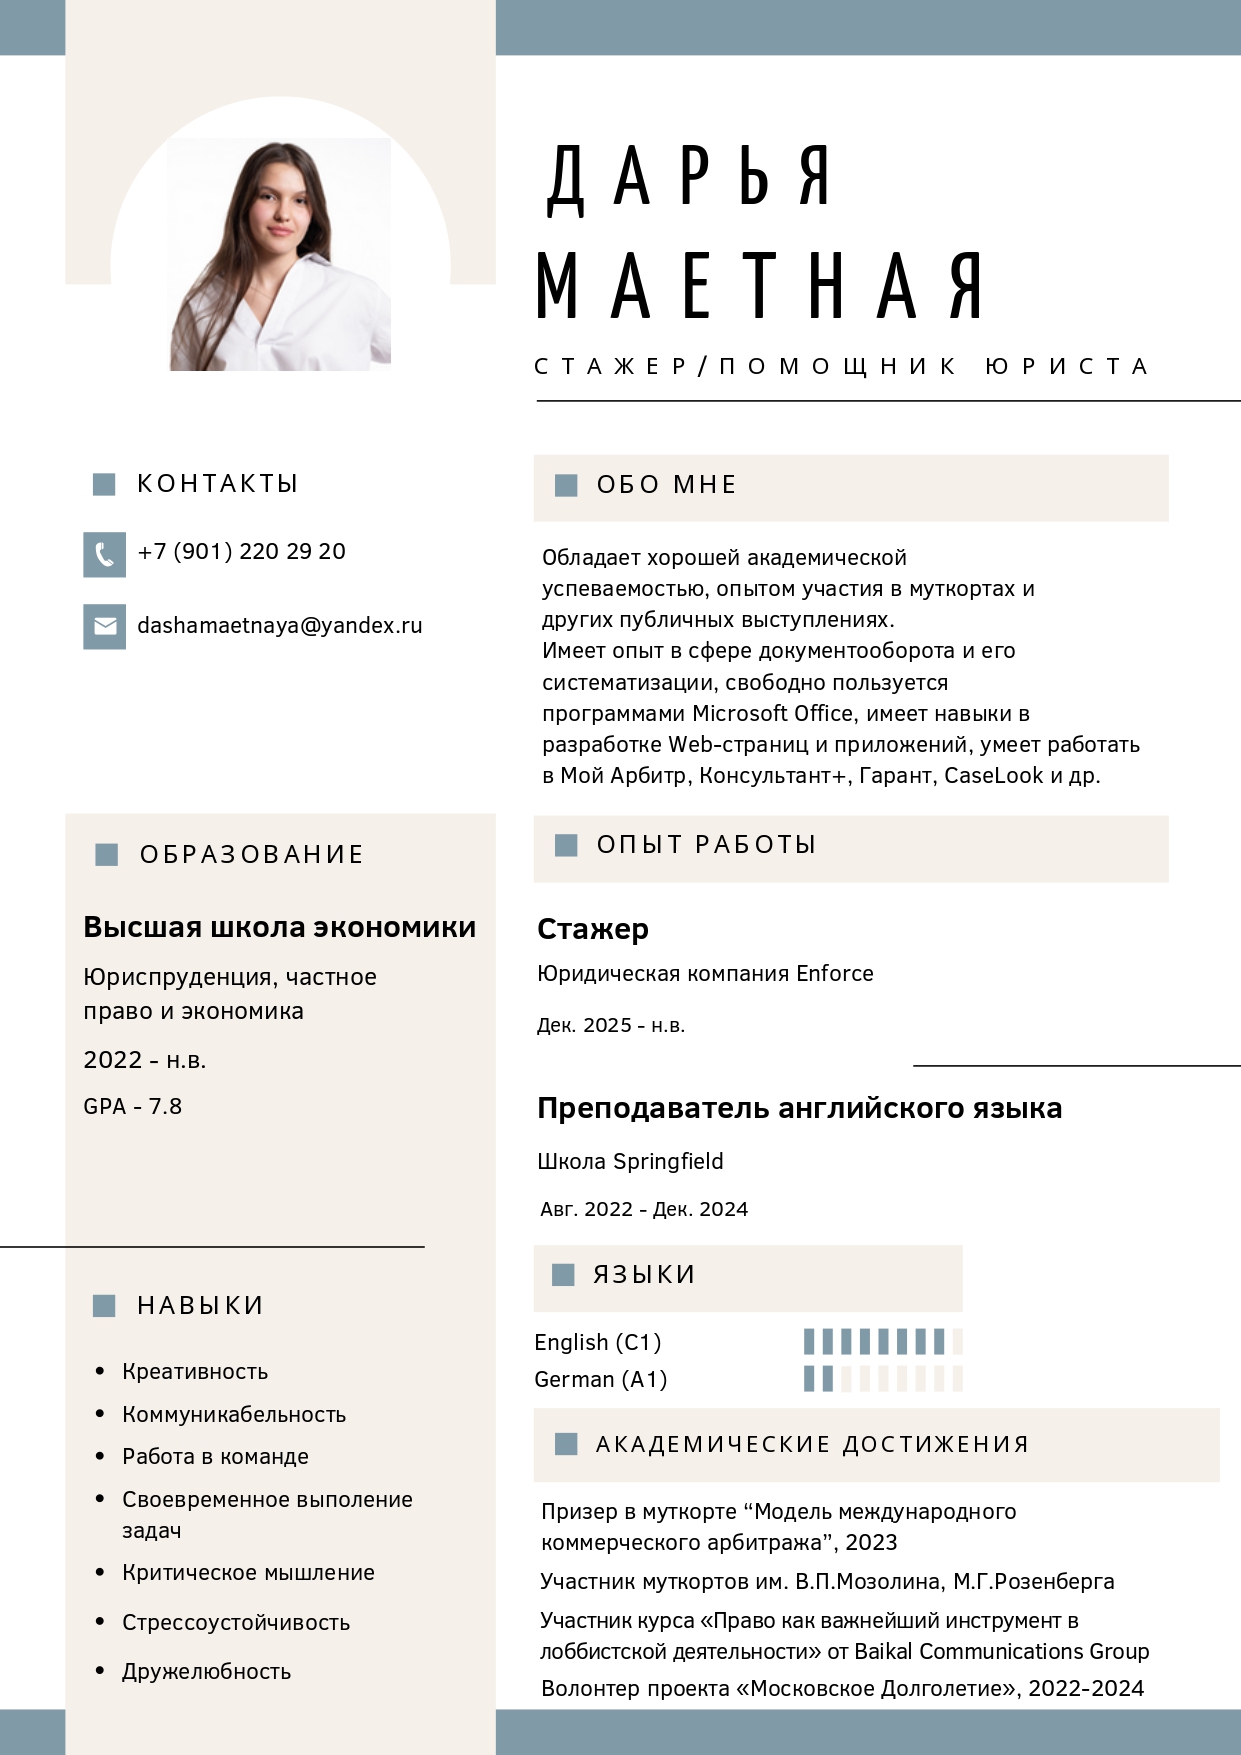 ДАРЬЯ
МАЕТНАЯ
СТАЖЕР/ПОМОЩНИК ЮРИСТА
КОНТАКТЫ
+7 (901) 220 29 20
dashamaetnaya@yandex.ru
ОБРАЗОВАНИЕ
Высшая школа экономики
Юриспруденция, частное
право и экономика
2022 - н.в.
GPA - 7.8
НАВЫКИ
• Креативность
• Коммуникабельность
• Работа в команде
• Своевременное выполение
задач
• Критическое мышление
• Стрессоустойчивость
• Дружелюбность
ОБО МНЕ
Обладает хорошей академической
успеваемостью, опытом участия в муткортах и
других публичных выступлениях.
Имеет опыт в сфере документооборота и его
систематизации, свободно пользуется
программами Microsoft Office, имеет навыки в
разработке Web-страниц и приложений, умеет работать
в Мой Арбитр, Консультант+, Гарант, CaseLook и др.
ОПЫТ РАБОТЫ
Стажер
Юридическая компания Enforce
Дек. 2025 - н.в.
Преподаватель английского языка
Школа Springfield
Авг. 2022 - Дек. 2024
ЯЗЫКИ
English (C1)
German (A1)
АКАДЕМИЧЕСКИЕ ДОСТИЖЕНИЯ
Призер в муткорте “Модель международного
коммерческого арбитража”, 2023
Участник муткортов им. В.П.Мозолина, М.Г.Розенберга
Участник курса «Право как важнейший инструмент в
лоббистской деятельности» от Baikal Communications Group
Волонтер проекта «Московское Долголетие», 2022-2024